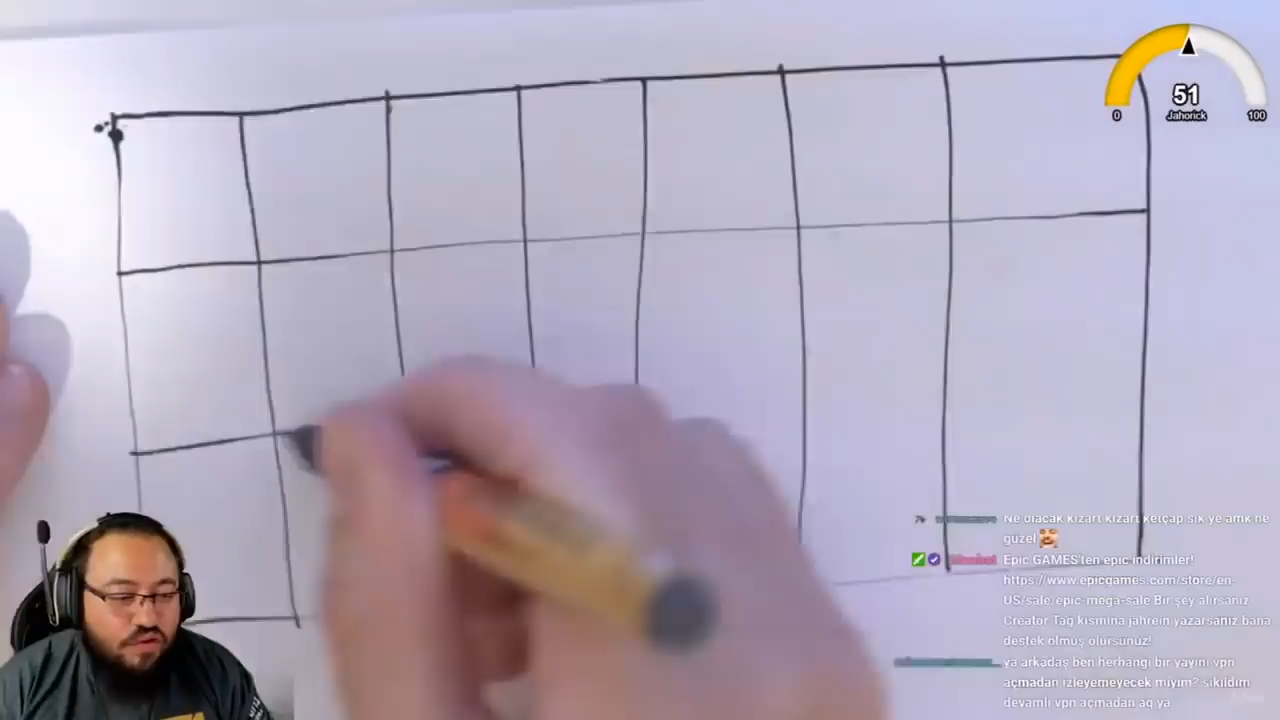 51
0
Jahorick
100
Ne olacak kızart kızart ketçap sık ye amk ne
güzel
Epic GAMES'ten epic indirimler!
https://www.epicgames.com/store/en-
US/sale/epic-mega-sale Bir şey alırsanız
Creator Tag kısmına jahrein yazarsanız bana
destek olmuş olursunuz!
ya arkadaş ben herhangi bir yayını vpn
açmadan izleyemeyecek miyim? sıkıldım
devamlı vpn açmadan aq ya